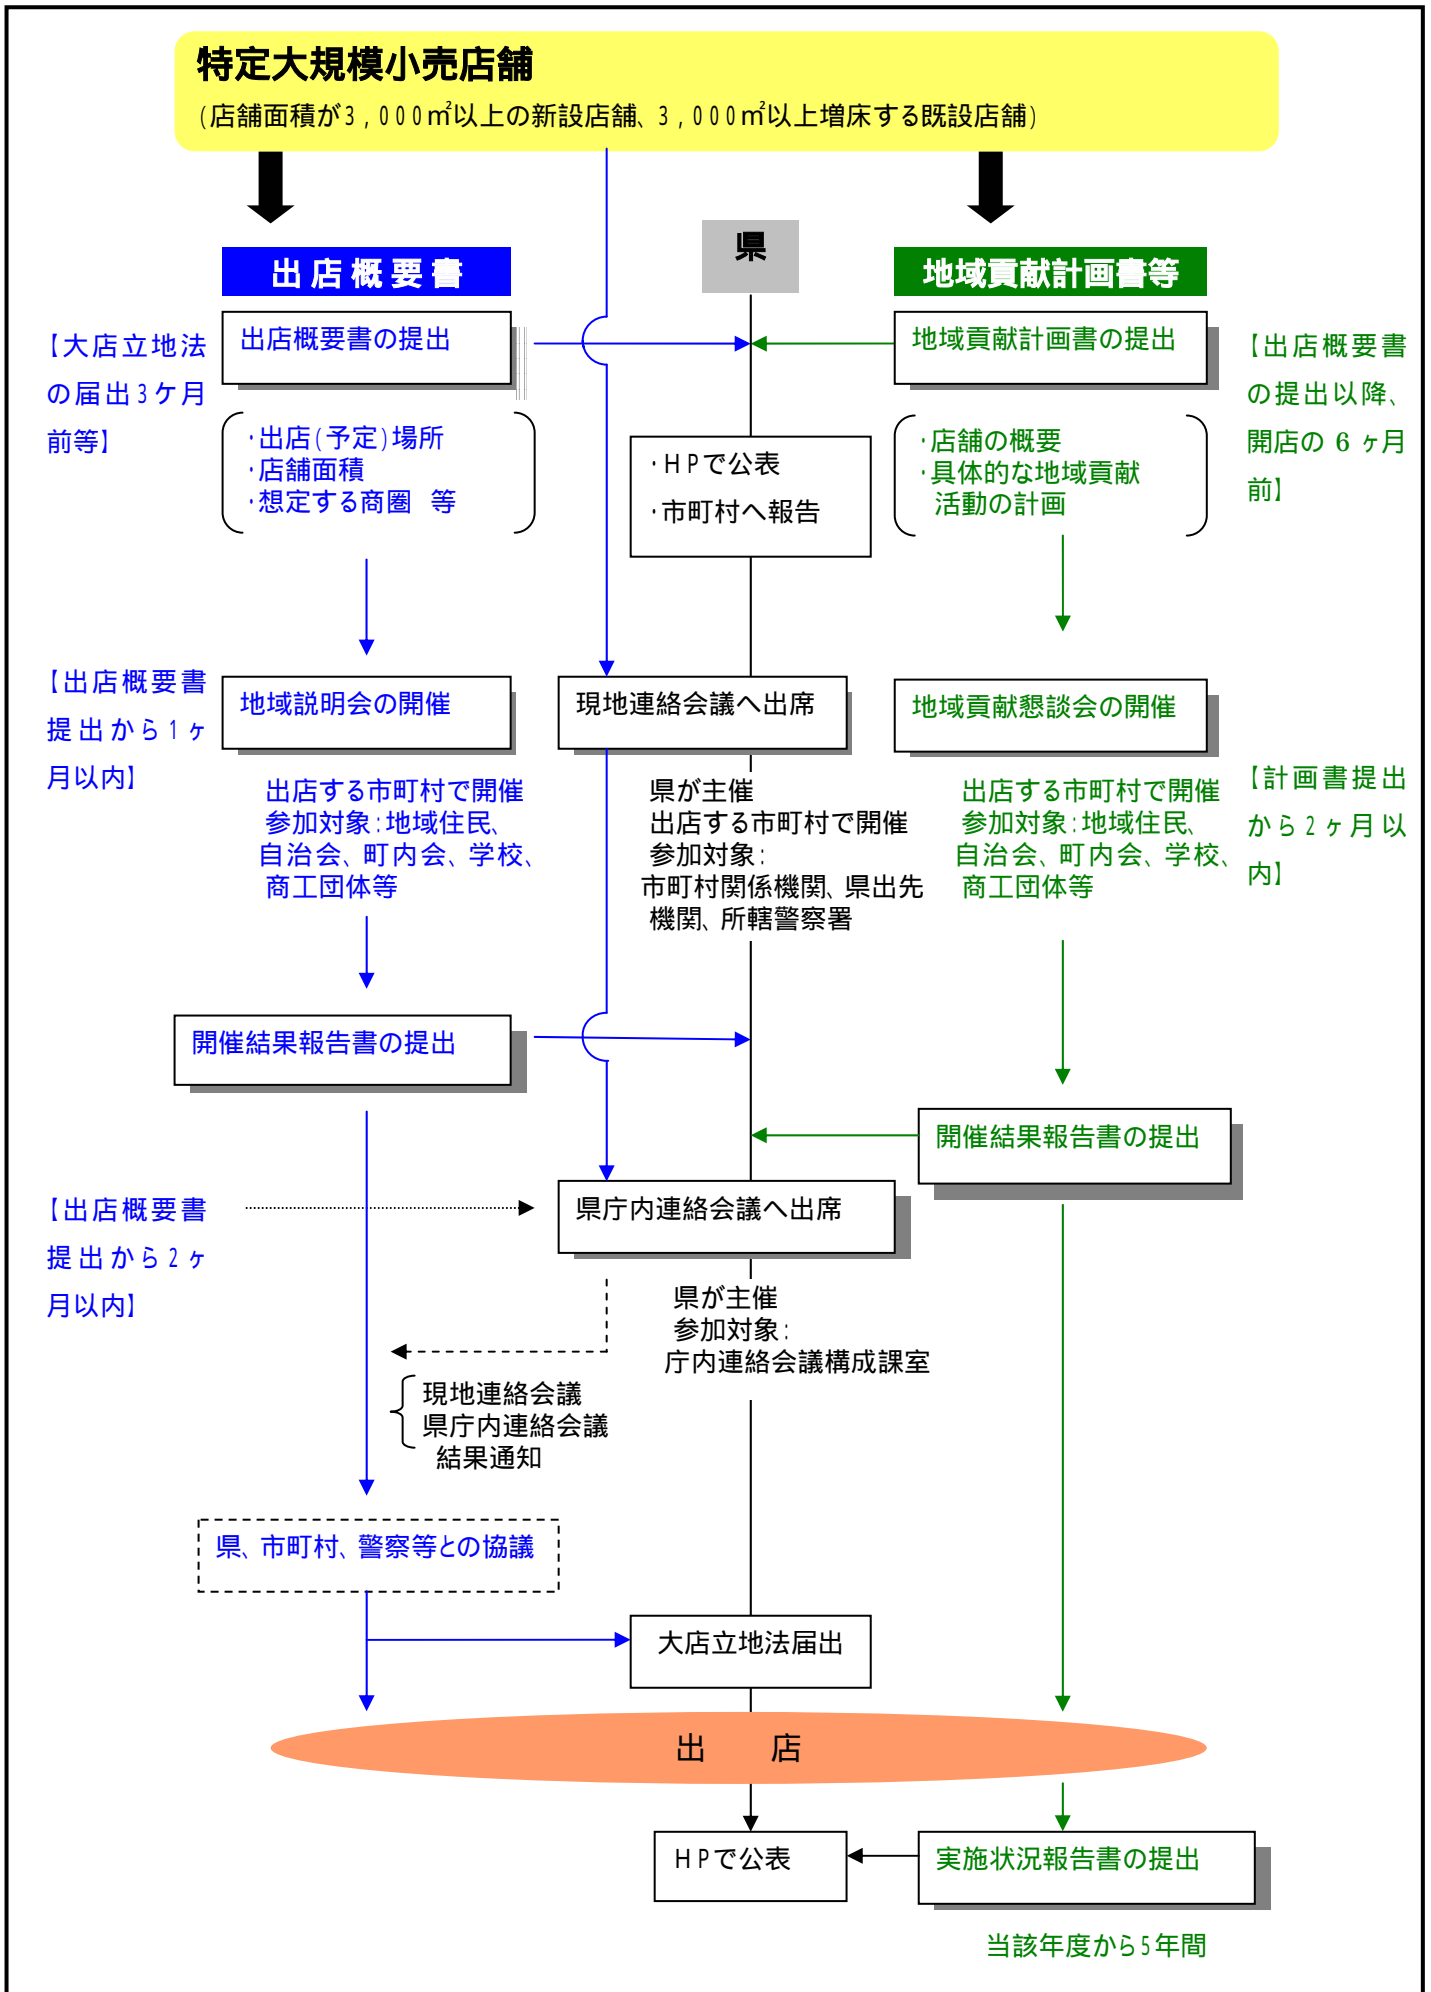 特定大規模小売店舗
(店舗面積が3,000㎡以上の新設店舗、3,000㎡以上増床する既設店舗)
県
出店概要書
地域貢献計画書等
【大店立地法
の届出3ケ月
前等】
出店概要書の提出
・出店(予定)場所
・店舗面積
・想定する商圏 等
・HPで公表
・市町村へ報告
地域貢献計画書の提出
・店舗の概要
・具体的な地域貢献
活動の計画
【出店概要書
の提出以降、
開店の6ヶ月
前】
【出店概要書
提出から1ヶ
月以内】
地域説明会の開催
出店する市町村で開催
参加対象:地域住民、
自治会、町内会、学校、
商工団体等
現地連絡会議へ出席
県が主催
出店する市町村で開催
参加対象:
市町村関係機関、県出先
機関、所轄警察署
地域貢献懇談会の開催
出店する市町村で開催
参加対象:地域住民、
自治会、町内会、学校、
商工団体等
【計画書提出
から2ヶ月以
内】
開催結果報告書の提出
開催結果報告書の提出
【出店概要書
提出から2ヶ
月以内】
県庁内連絡会議へ出席
県が主催
参加対象:
庁内連絡会議構成課室
現地連絡会議
県庁内連絡会議
結果通知
県、市町村、警察等との協議
大店立地法届出
出 店
HPで公表
実施状況報告書の提出
当該年度から5年間